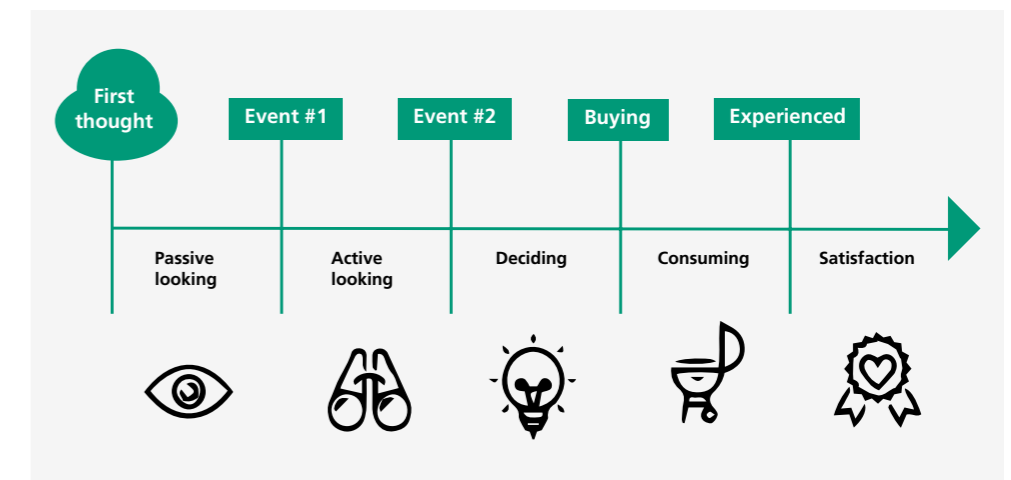 First
thought
Event #1
Event #2
Buying
Experienced
Passive
looking
Active
looking
Deciding
Consuming
Satisfaction